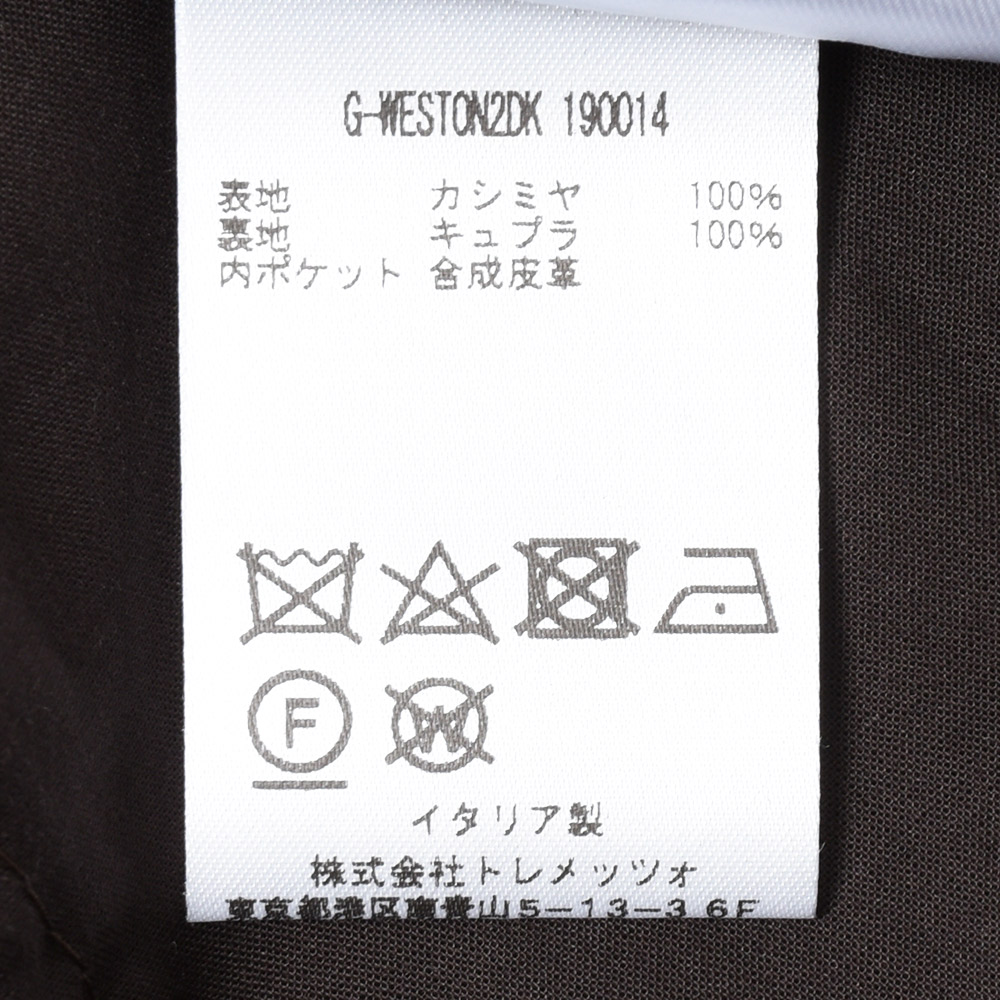 G-WESTON2DK 190014
表地 カシミヤ 100%
裏地 キュプラ 100%
内ポケット 合成皮革
F
W
イタリア製
株式会社トレメッツォ
東京都港区南青山5-13-3 6F